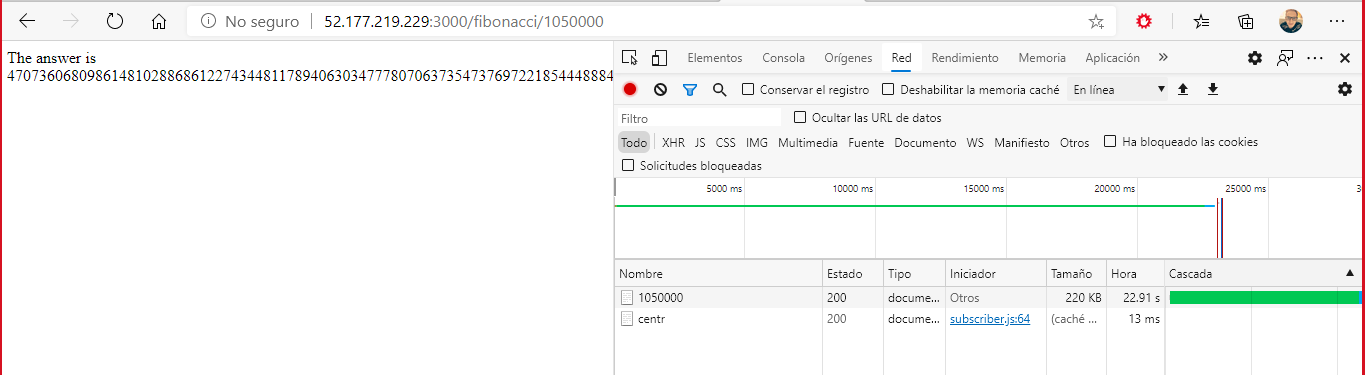 No seguro 52.177.219.229:3000/fibonacci/1050000
The answer is
4707360680986148102886861227434481178940630347778070637354737697221854448884
Elementos Consola Orígenes Red Rendimiento Memoria Aplicación »
Conservar el registro Deshabilitar la memoria caché En línea
Filtro Ocultar las URL de datos
Todo XHR JS CSS IMG Multimedia Fuente Documento WS Manifiesto Otros Ha bloqueado las cookies
Solicitudes bloqueadas
5000 ms 10000 ms 15000 ms 20000 ms 25000 ms 3
Nombre Estado Tipo Iniciador Tamaño Hora Cascada
1050000 200 docume... Otros 220 KB 22.91 s
centr 200 docume... subscriber.js:64 (caché ... 13 ms